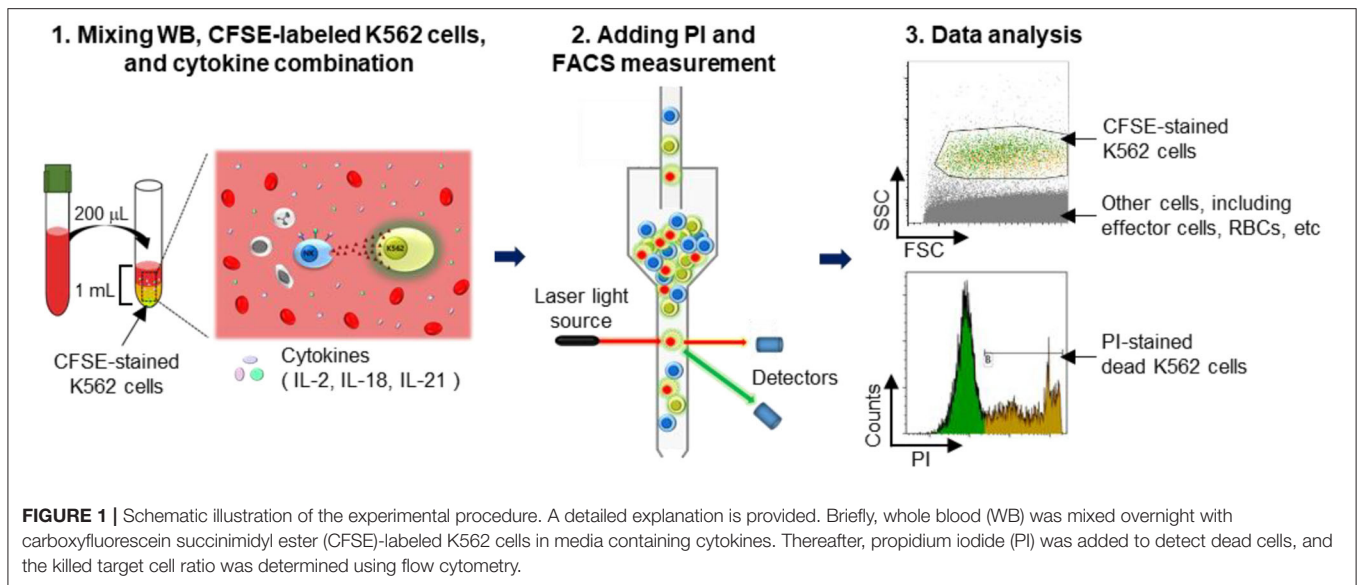 1. Mixing WB, CFSE-labeled K562 cells,
and cytokine combination
200 µL
1 mL
CFSE-stained
K562 cells
NK
K562
Cytokines
( IL-2, IL-18, IL-21 )
2. Adding PI and
FACS measurement
Laser light
source
Detectors
3. Data analysis
SSC
FSC
CFSE-stained
K562 cells
Other cells, including
effector cells, RBCs, etc
Counts
PI
B
PI-stained
dead K562 cells
FIGURE 1 | Schematic illustration of the experimental procedure. A detailed explanation is provided. Briefly, whole blood (WB) was mixed overnight with
carboxyfluorescein succinimidyl ester (CFSE)-labeled K562 cells in media containing cytokines. Thereafter, propidium iodide (PI) was added to detect dead cells, and
the killed target cell ratio was determined using flow cytometry.